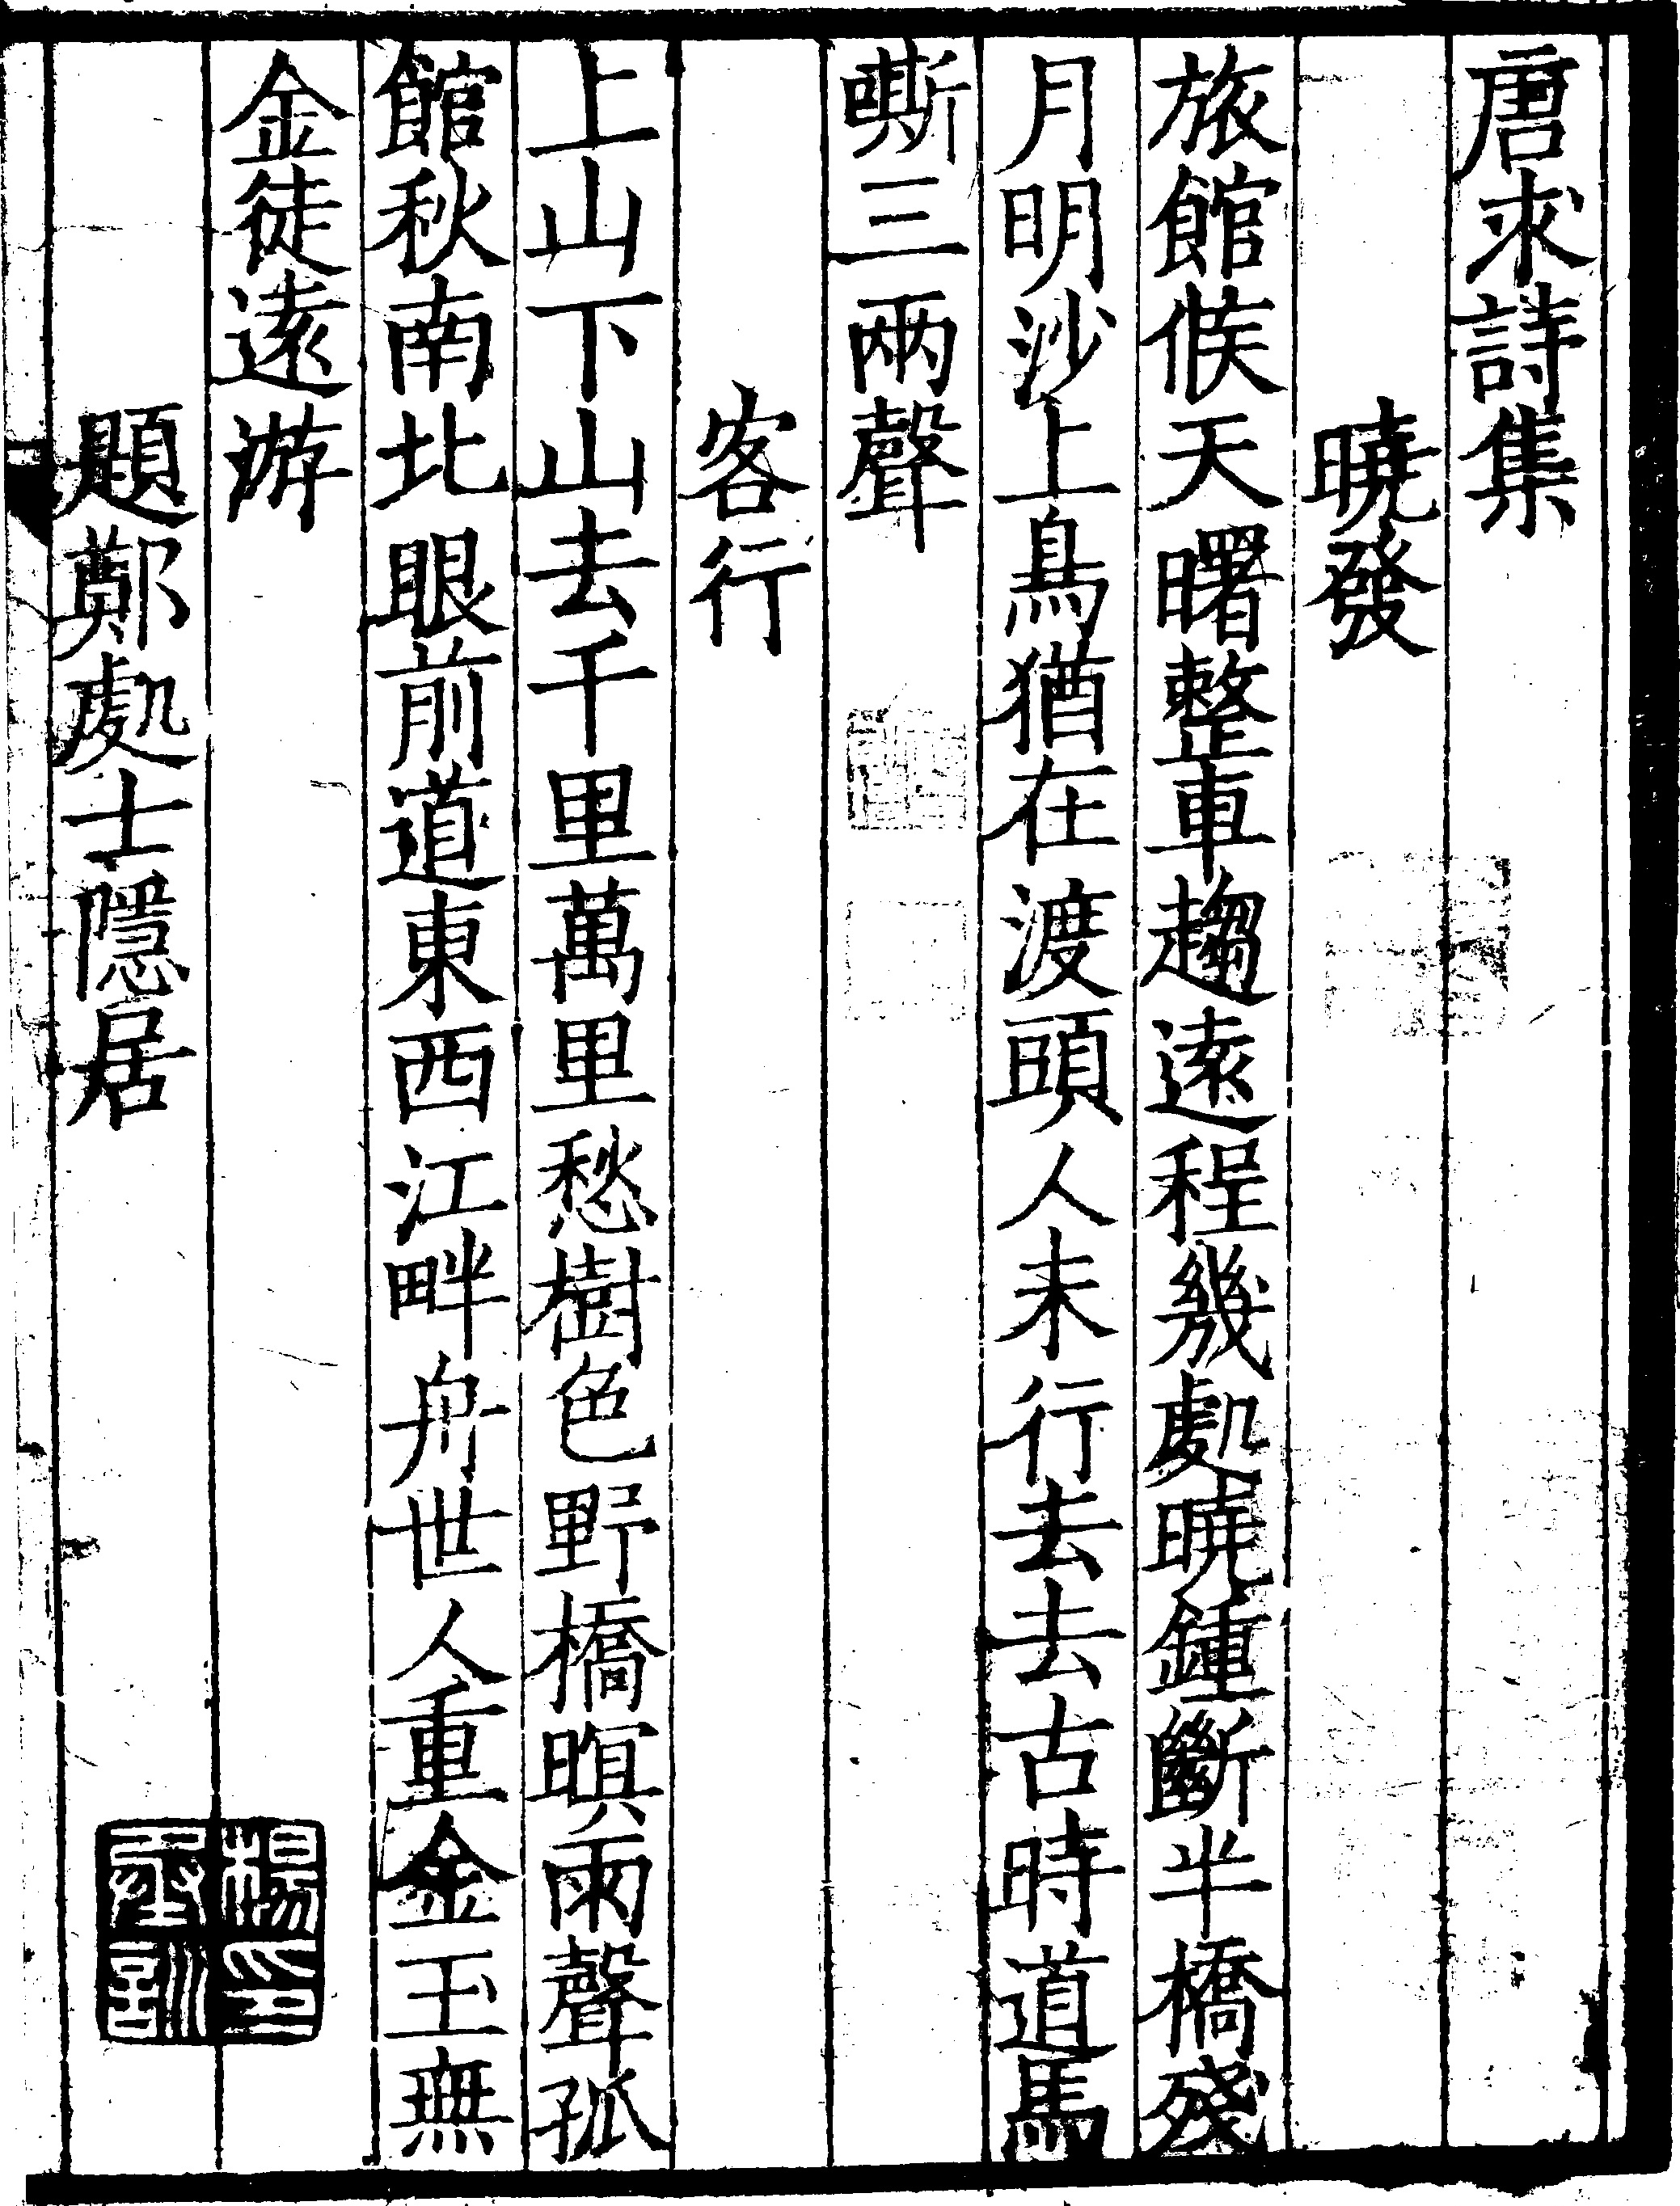 唐求詩集
曉發
旅館候天曙整車趨遠程幾處曉鍾斷半橋殘
月明沙上鳥猶在渡頭人未行去去古時道馬
嘶三兩聲
客行
上山下山去千里萬里愁樹色野橋暝雨聲孤
館秋南北眼前道東西江畔舟世人重金玉無
金徒遠游
題鄭處士隱居